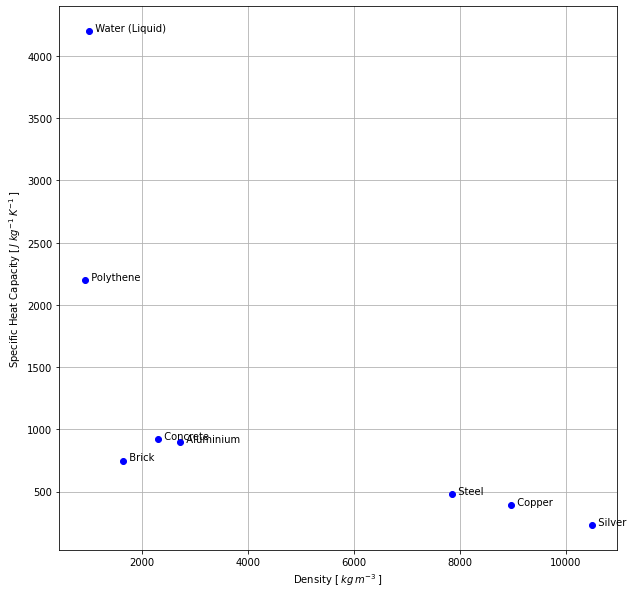 Water (Liquid)
4000
3500
3000
2500
Polythene
2000
1500
1000
Concrete
Aluminium
Brick
500
Steel
Copper
Silver
2000 4000 6000 8000 10000
Density [ kg m⁻³ ]
Specific Heat Capacity [ J kg⁻¹ K⁻¹ ]